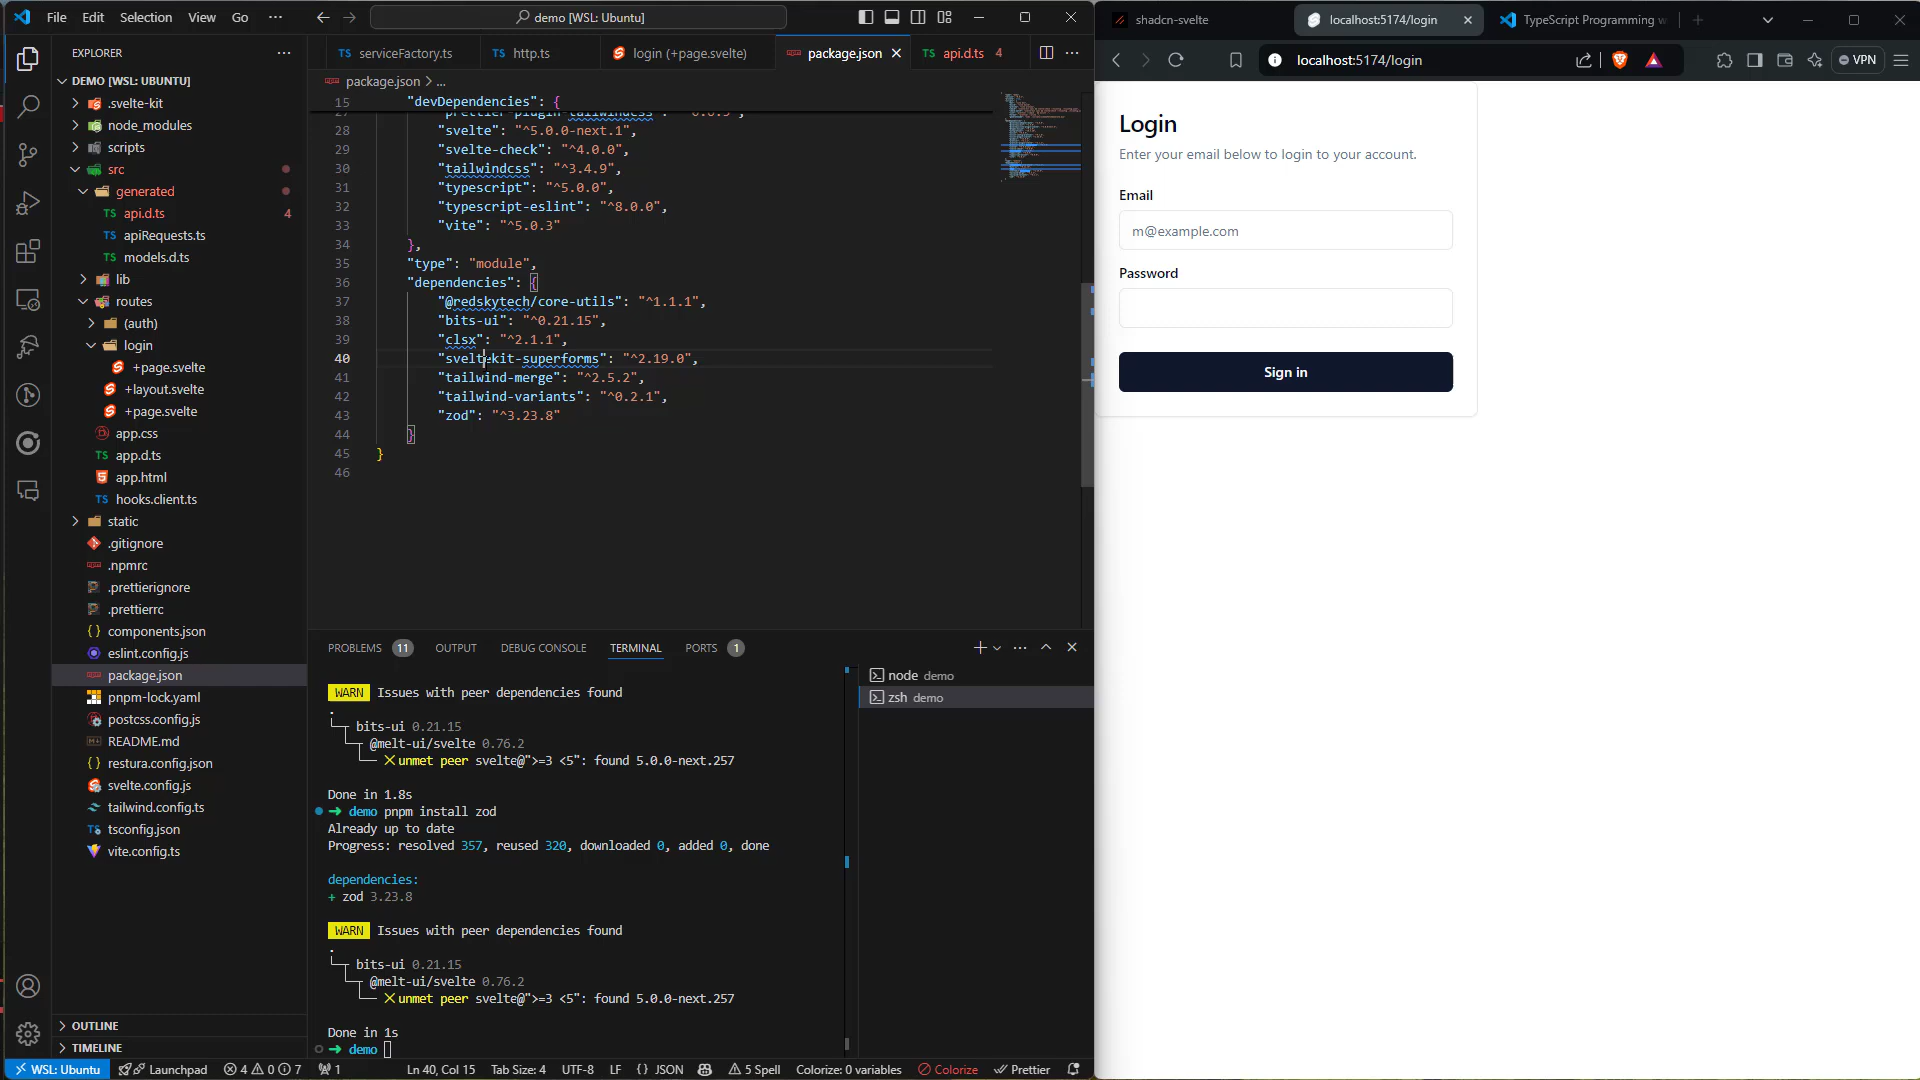 File Edit Selection View Go ···
demo [WSL: Ubuntu]
EXPLORER
DEMO [WSL: UBUNTU]
.svelte-kit
node_modules
scripts
src
generated
TS api.d.ts 4
TS apiRequests.ts
TS models.d.ts
lib
routes
(auth)
login
+page.svelte
+layout.svelte
+page.svelte
app.css
TS app.d.ts
app.html
TS hooks.client.ts
static
.gitignore
.npmrc
.prettierignore
.prettierrc
{ } components.json
eslint.config.js
package.json
pnpm-lock.yaml
postcss.config.js
README.md
{ } restura.config.json
svelte.config.js
tailwind.config.ts
tsconfig.json
vite.config.ts
OUTLINE
TIMELINE
TS serviceFactory.ts
TS http.ts
login (+page.svelte)
package.json
TS api.d.ts 4
package.json > ...
15 "devDependencies": {
28 "svelte": "^5.0.0-next.1",
29 "svelte-check": "^4.0.0",
30 "tailwindcss": "^3.4.9",
31 "typescript": "^5.0.0",
32 "typescript-eslint": "^8.0.0",
33 "vite": "^5.0.3"
34 },
35 "type": "module",
36 "dependencies": {
37 "@redskytech/core-utils": "^1.1.1",
38 "bits-ui": "^0.21.15",
39 "clsx": "^2.1.1",
40 "sveltekit-superforms": "^2.19.0",
41 "tailwind-merge": "^2.5.2",
42 "tailwind-variants": "^0.2.1",
43 "zod": "^3.23.8"
44 }
45 }
46
PROBLEMS 11 OUTPUT DEBUG CONSOLE TERMINAL PORTS 1
WARN Issues with peer dependencies found
.
└─┬ bits-ui 0.21.15
└─┬ @melt-ui/svelte 0.76.2
└── ✕ unmet peer svelte@">=3 <5": found 5.0.0-next.257
Done in 1.8s
➜ demo pnpm install zod
Already up to date
Progress: resolved 357, reused 320, downloaded 0, added 0, done
dependencies:
+ zod 3.23.8
WARN Issues with peer dependencies found
.
└─┬ bits-ui 0.21.15
└─┬ @melt-ui/svelte 0.76.2
└── ✕ unmet peer svelte@">=3 <5": found 5.0.0-next.257
Done in 1s
➜ demo
node demo
zsh demo
WSL: Ubuntu Launchpad 4 0 7 1 Ln 40, Col 15 Tab Size: 4 UTF-8 LF { } JSON 5 Spell Colorize: 0 variables Colorize Prettier
shadcn-svelte
localhost:5174/login
TypeScript Programming w
localhost:5174/login
VPN
Login
Enter your email below to login to your account.
Email
m@example.com
Password
Sign in